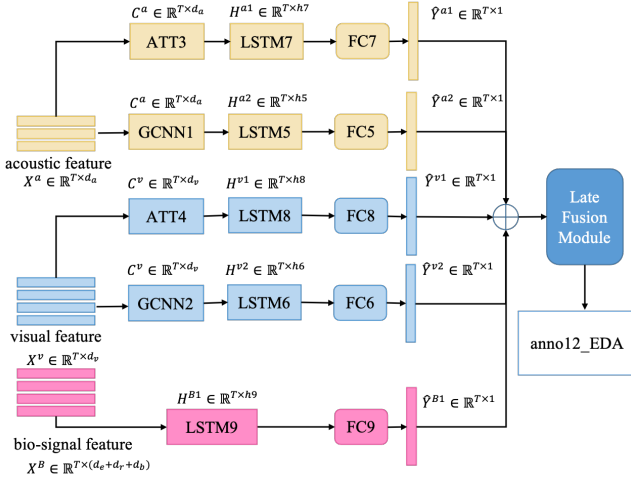 C^a ∈ ℝ^{T×d_a} H^{a1} ∈ ℝ^{T×h7} Ŷ^{a1} ∈ ℝ^{T×1}
ATT3 LSTM7 FC7
C^a ∈ ℝ^{T×d_a} H^{a2} ∈ ℝ^{T×h5} Ŷ^{a2} ∈ ℝ^{T×1}
GCNN1 LSTM5 FC5
acoustic feature
X^a ∈ ℝ^{T×d_a}
C^v ∈ ℝ^{T×d_v} H^{v1} ∈ ℝ^{T×h8} Ŷ^{v1} ∈ ℝ^{T×1}
ATT4 LSTM8 FC8
Late
Fusion
Module
C^v ∈ ℝ^{T×d_v} H^{v2} ∈ ℝ^{T×h6} Ŷ^{v2} ∈ ℝ^{T×1}
GCNN2 LSTM6 FC6
visual feature
X^v ∈ ℝ^{T×d_v}
anno12_EDA
H^{B1} ∈ ℝ^{T×h9} Ŷ^{B1} ∈ ℝ^{T×1}
LSTM9 FC9
bio-signal feature
X^B ∈ ℝ^{T×(d_e+d_r+d_b)}